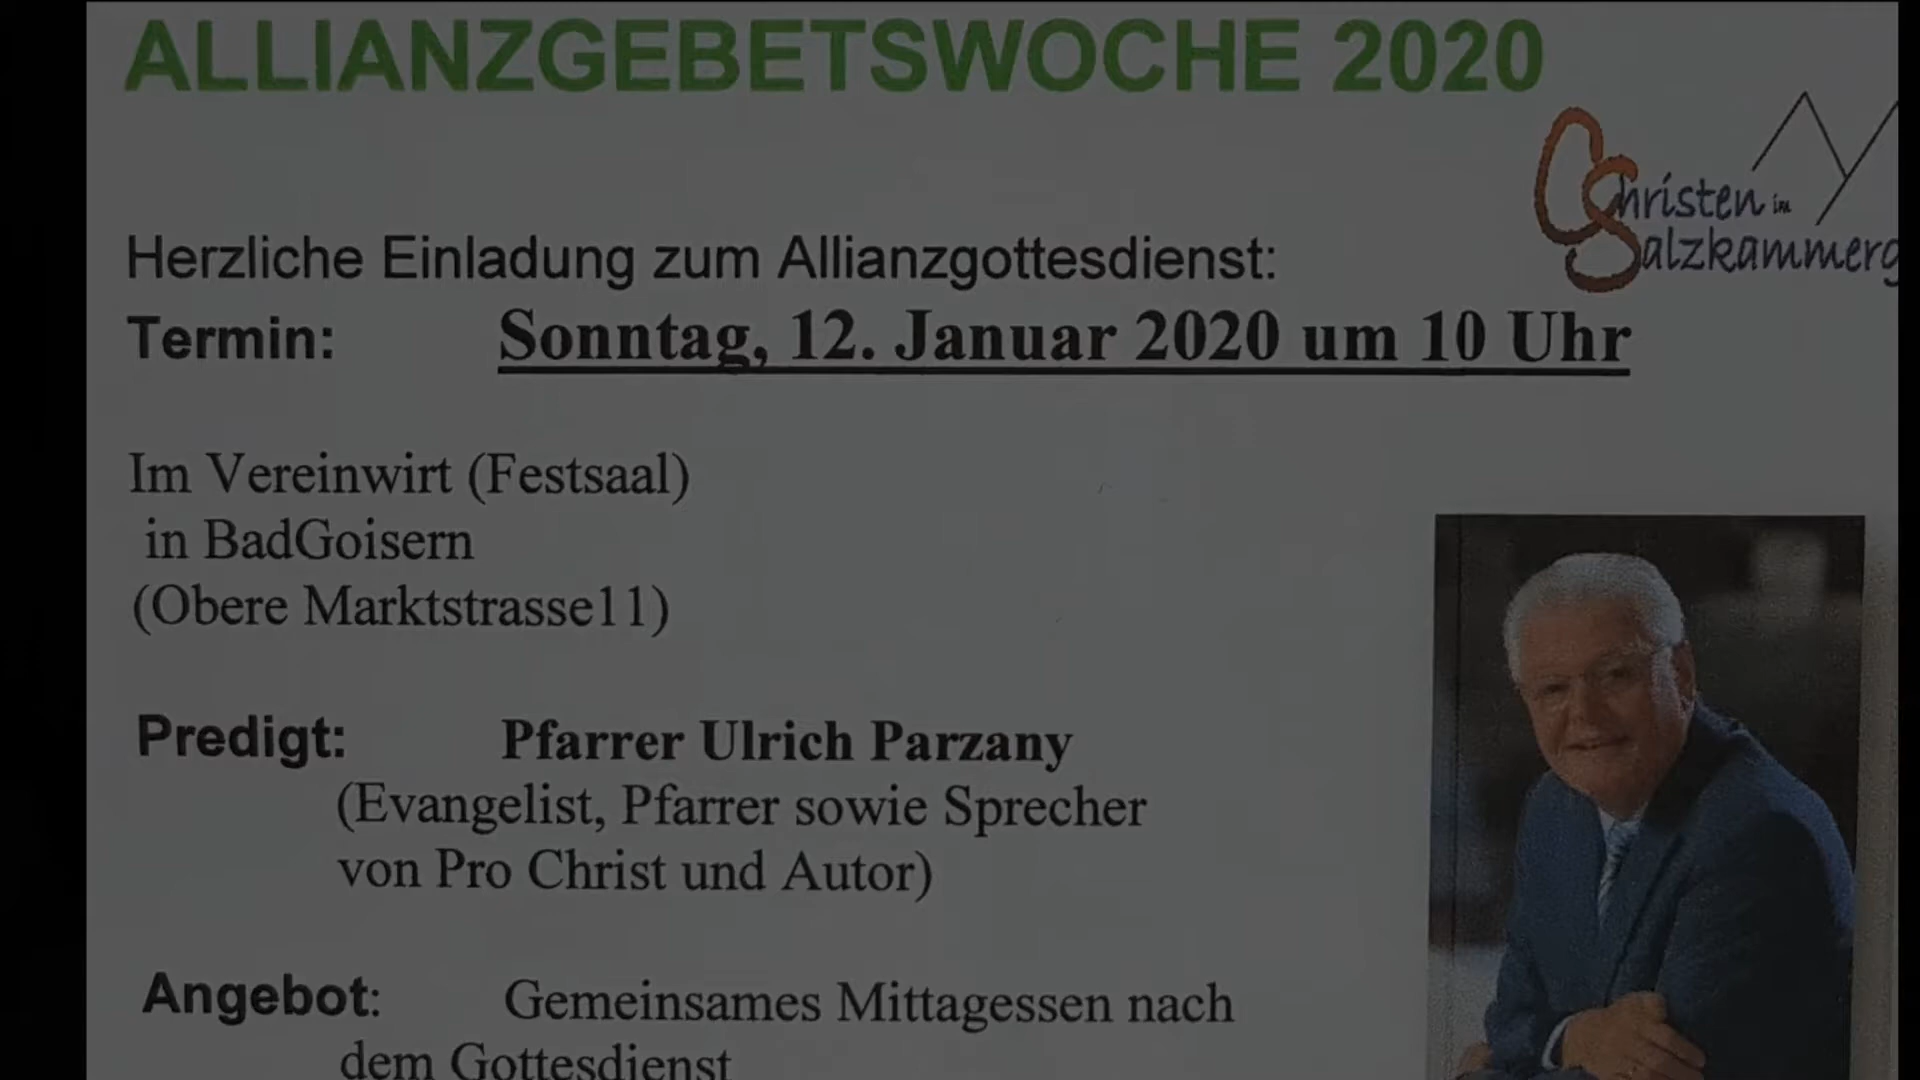 ALLIANZGEBETSWOCHE 2020
Christen im
Salzkammerg
Herzliche Einladung zum Allianzgottesdienst:
Termin: Sonntag, 12. Januar 2020 um 10 Uhr
Im Vereinwirt (Festsaal)
in BadGoisern
(Obere Marktstrasse11)
Predigt: Pfarrer Ulrich Parzany
(Evangelist, Pfarrer sowie Sprecher
von Pro Christ und Autor)
Angebot: Gemeinsames Mittagessen nach
dem Gottesdienst